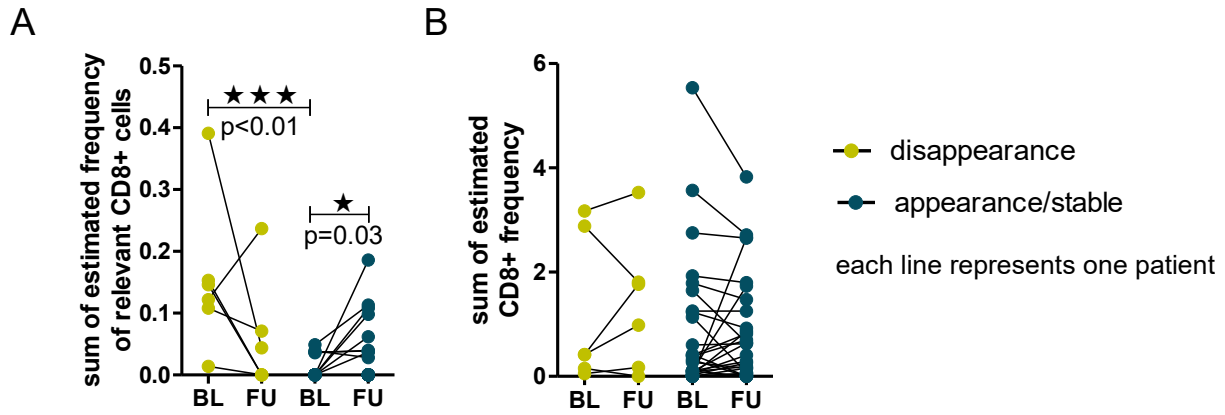 A
sum of estimated frequency
of relevant CD8+ cells
0.5
0.4
0.3
0.2
0.1
0.0
★★★
p<0.01
★
p=0.03
BL FU BL FU
B
sum of estimated
CD8+ frequency
6
4
2
0
BL FU BL FU
disappearance
appearance/stable
each line represents one patient